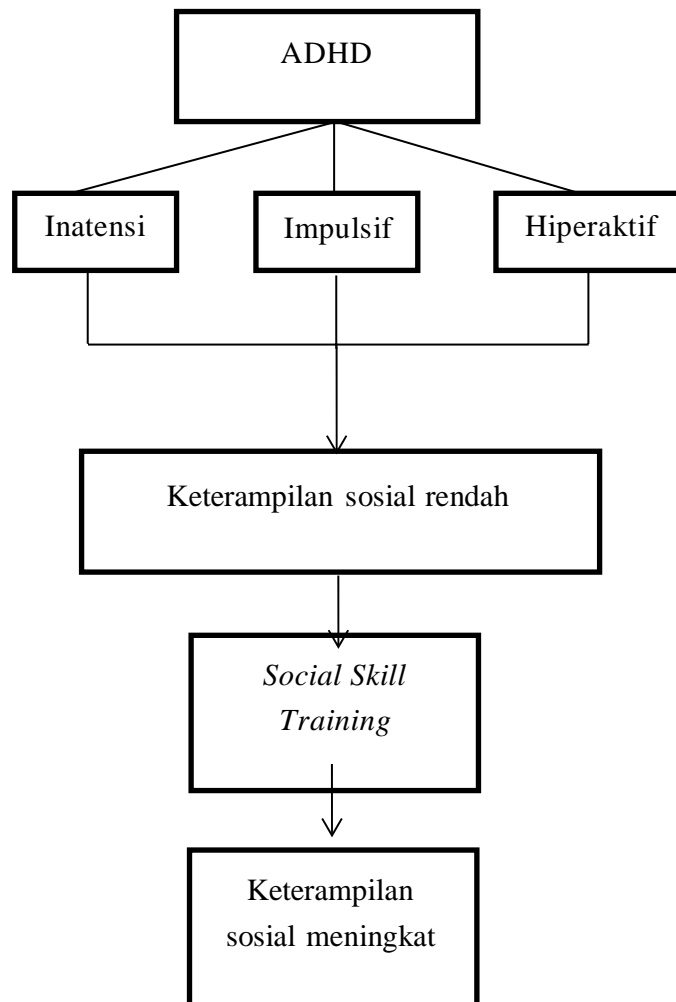 ADHD
Inatensi
Impulsif
Hiperaktif
Keterampilan sosial rendah
Social Skill
Training
Keterampilan
sosial meningkat